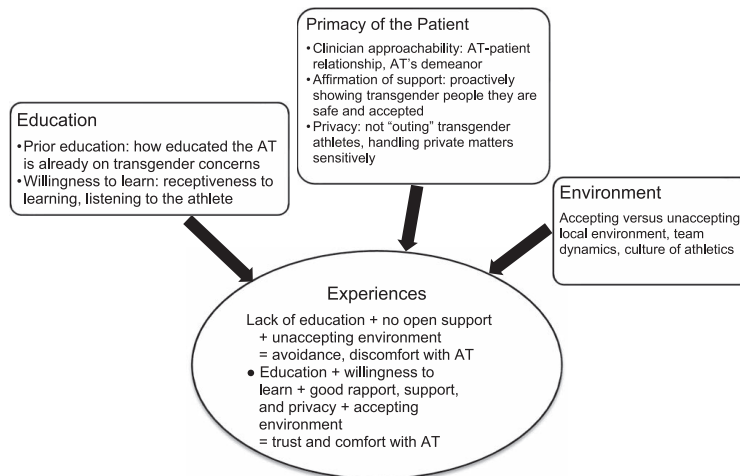 Primacy of the Patient
•Clinician approachability: AT-patient
relationship, AT's demeanor
•Affirmation of support: proactively
showing transgender people they are
safe and accepted
•Privacy: not “outing” transgender
athletes, handling private matters
sensitively
Education
•Prior education: how educated the AT
is already on transgender concerns
•Willingness to learn: receptiveness to
learning, listening to the athlete
Environment
Accepting versus unaccepting
local environment, team
dynamics, culture of athletics
Experiences
Lack of education + no open support
+ unaccepting environment
= avoidance, discomfort with AT
● Education + willingness to
learn + good rapport, support,
and privacy + accepting
environment
= trust and comfort with AT